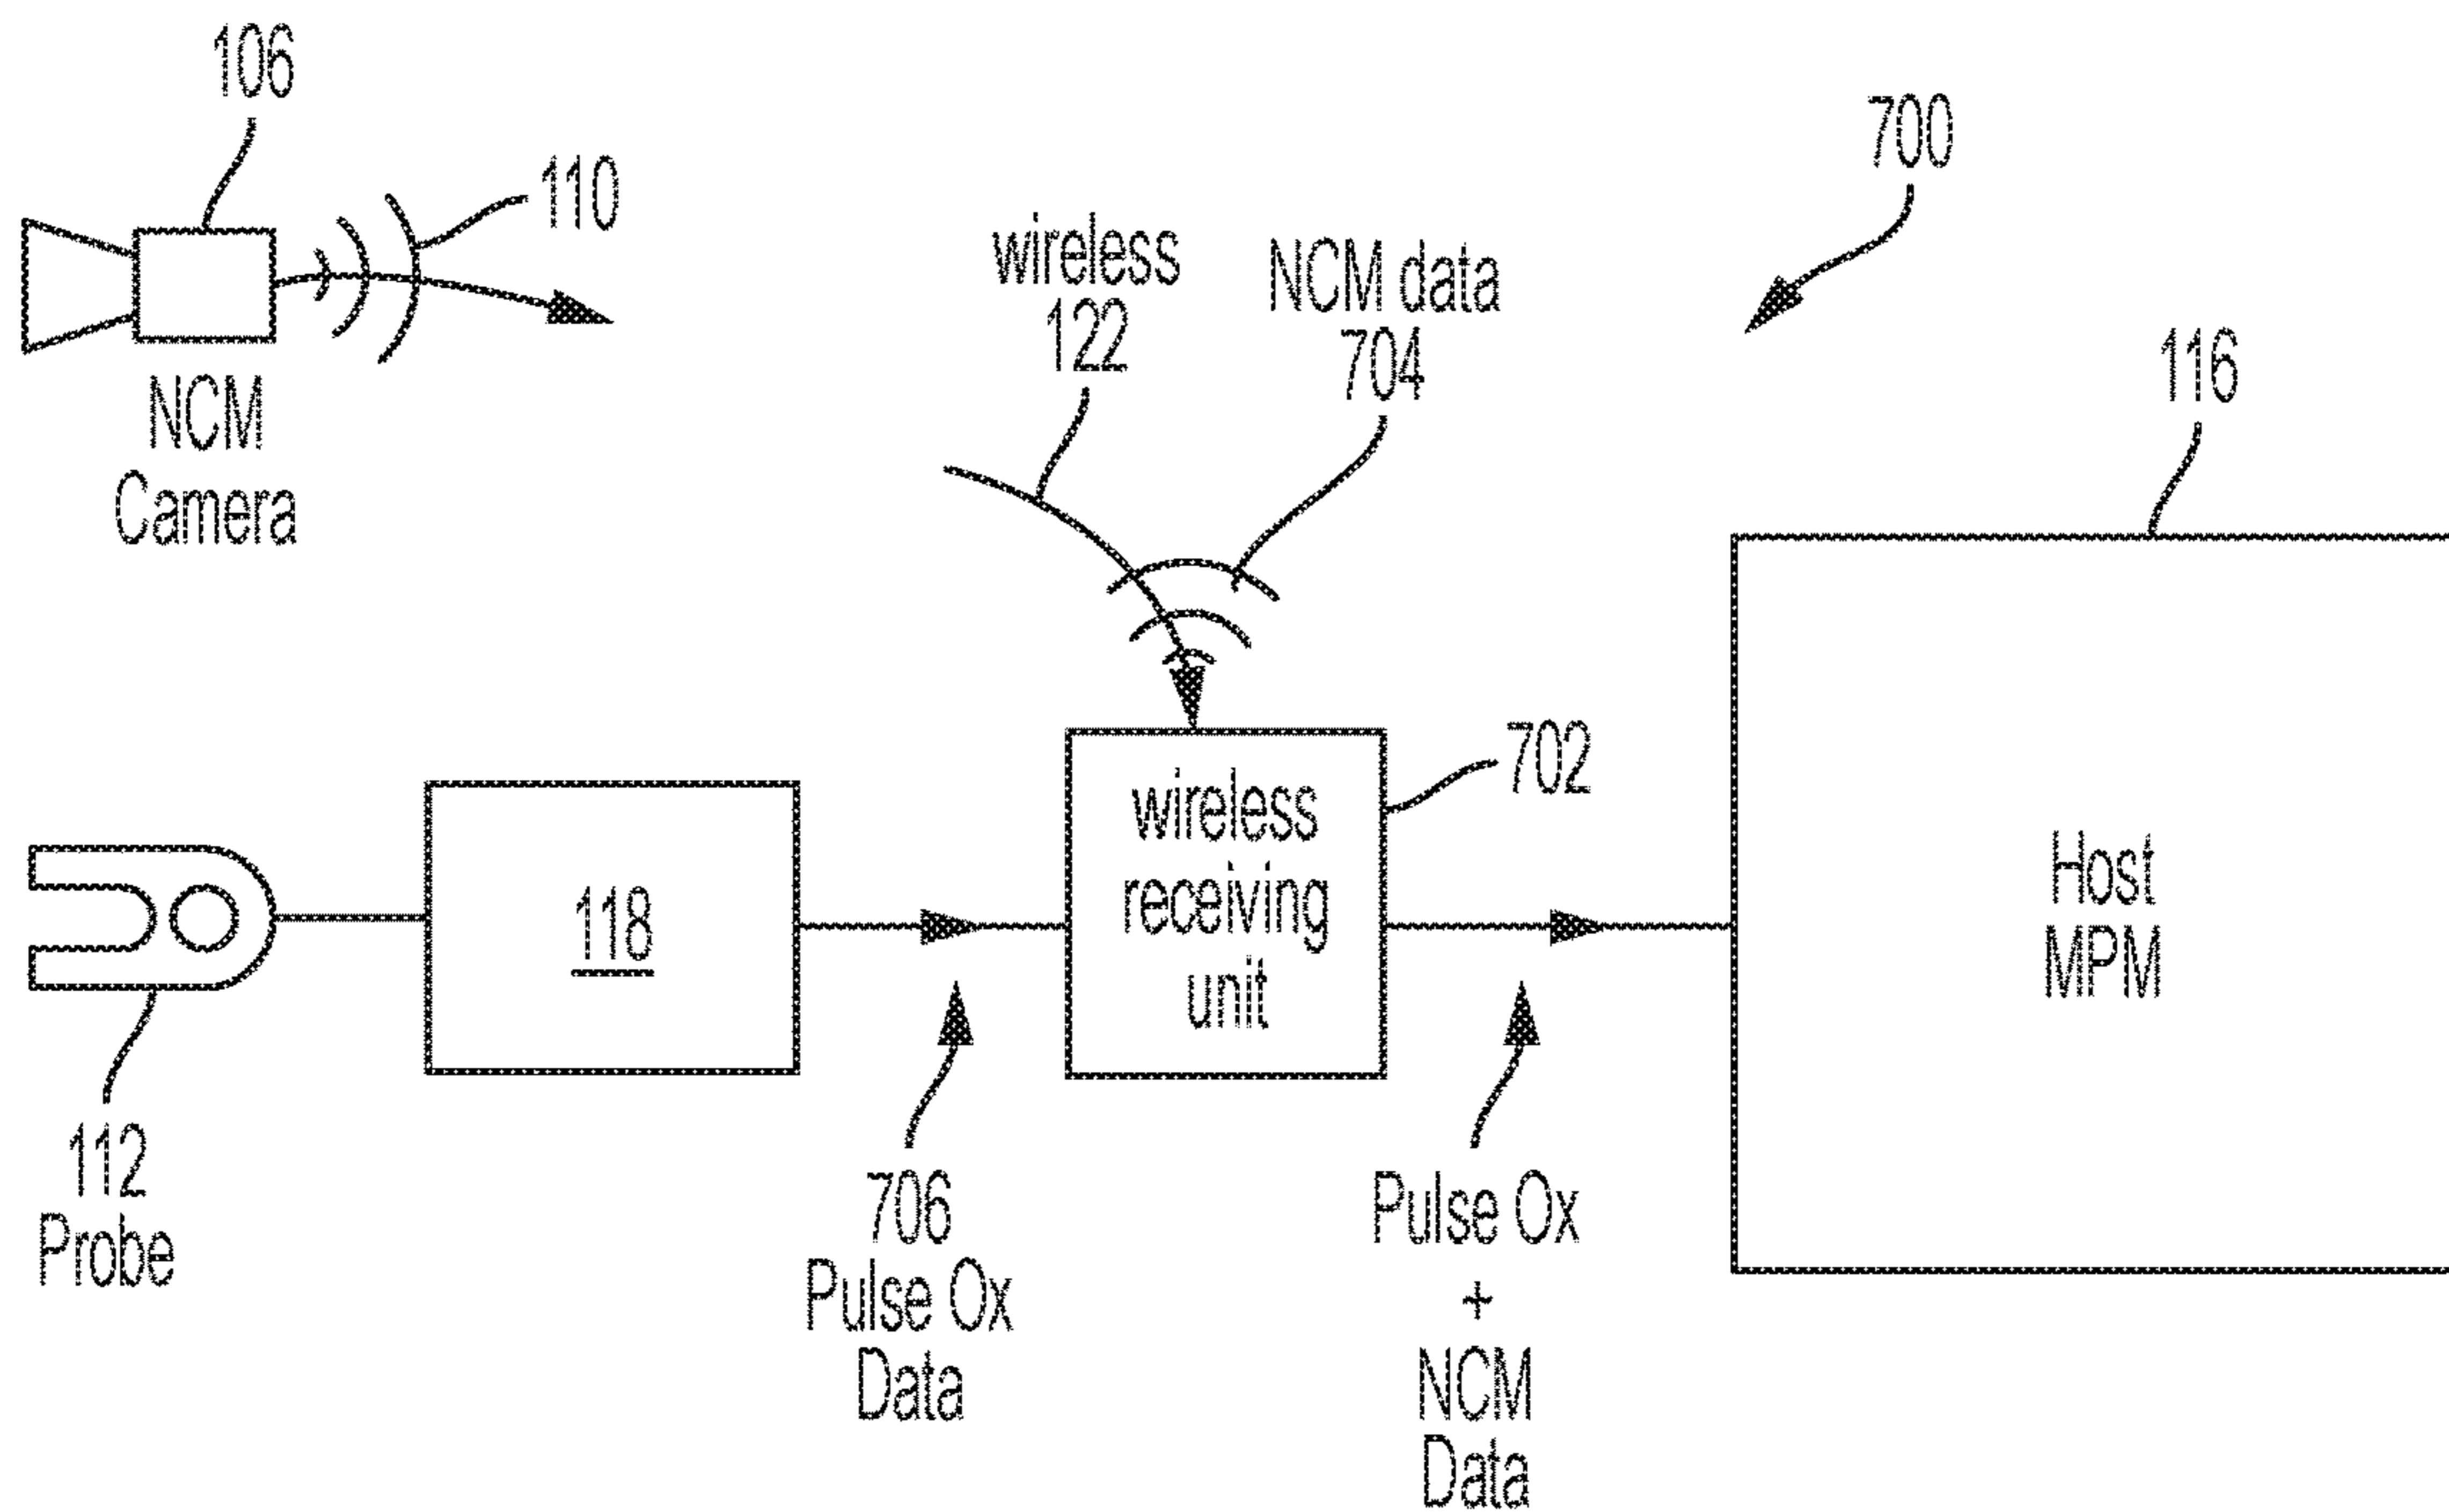 106
110
700
wireless
122
NCM data
704
NCM
Camera
116
702
wireless
receiving
unit
118
Host
MPM
112
Probe
706
Pulse Ox
Data
Pulse Ox
+
NCM
Data